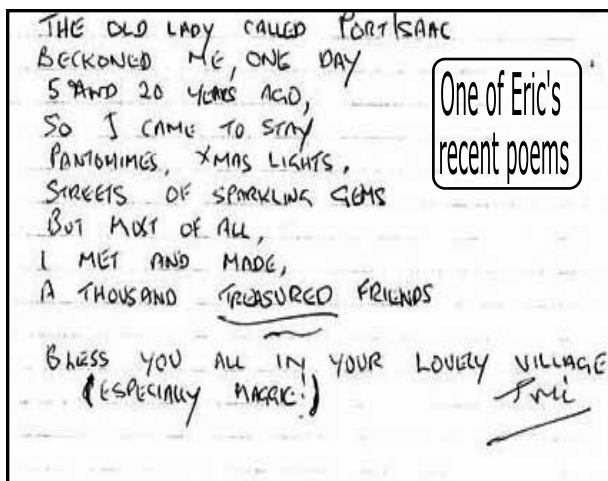 THE OLD LADY CALLED PORT ISAAC
BECKONED ME, ONE DAY
5 AND 20 YEARS AGO,
SO I CAME TO STAY
PANTOMIMES, XMAS LIGHTS,
STREETS OF SPARKLING GEMS
BUT MOST OF ALL,
I MET AND MADE,
A THOUSAND TREASURED FRIENDS
BLESS YOU ALL IN YOUR LOVELY VILLAGE
(ESPECIALLY MAGGIE!)
Eric
One of Eric's
recent poems